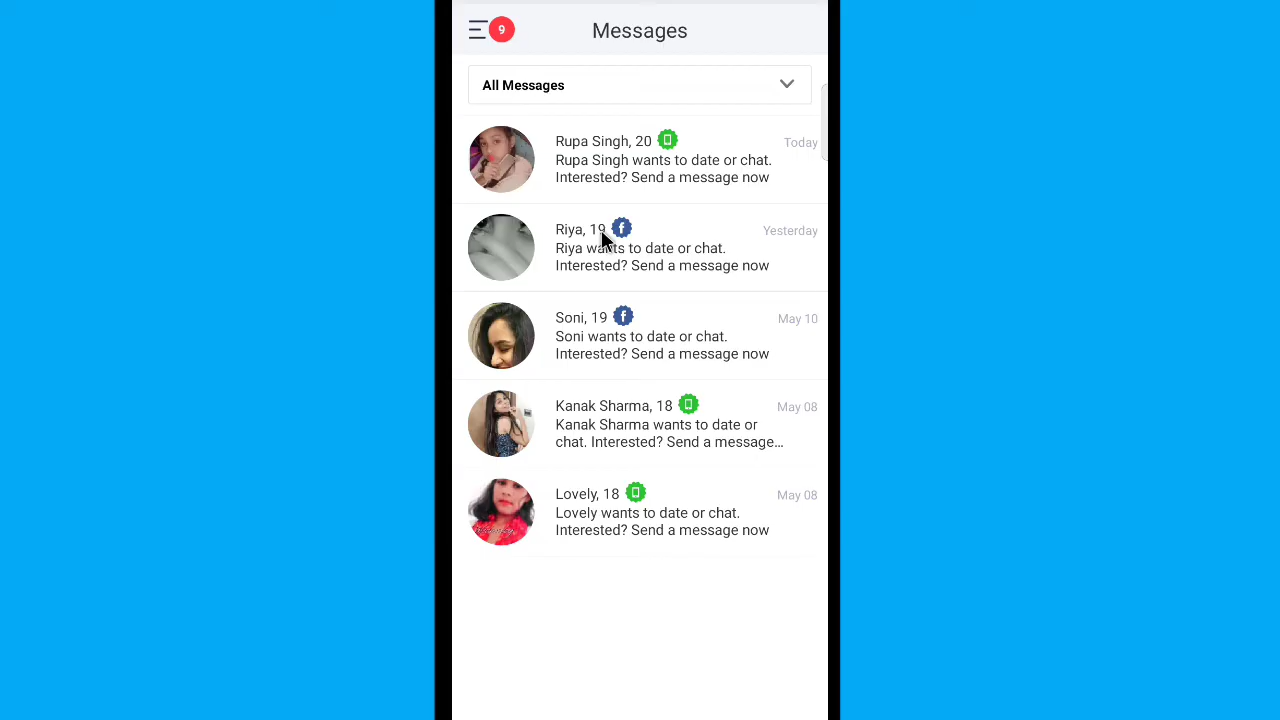 9
Messages
All Messages
Rupa Singh, 20
Today
Rupa Singh wants to date or chat.
Interested? Send a message now
Riya, 19
Yesterday
Riya wants to date or chat.
Interested? Send a message now
Soni, 19
May 10
Soni wants to date or chat.
Interested? Send a message now
Kanak Sharma, 18
May 08
Kanak Sharma wants to date or
chat. Interested? Send a message...
Lovely, 18
May 08
Lovely wants to date or chat.
Interested? Send a message now